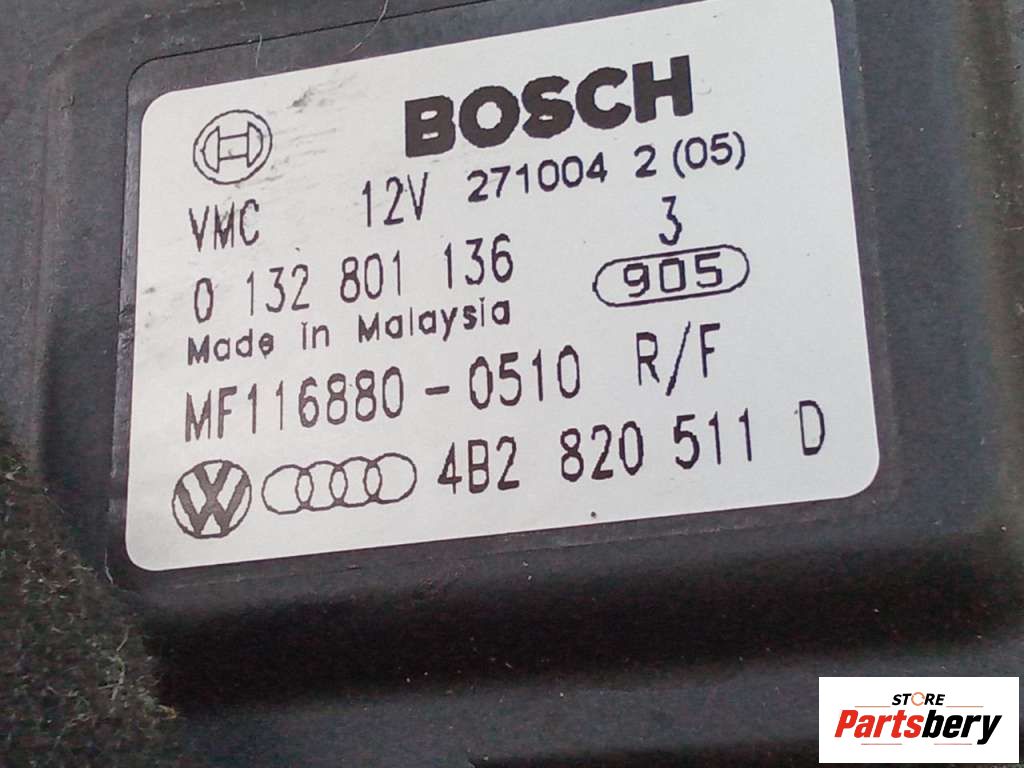 BOSCH
VMC 12V 271004 2 (05)
0 132 801 136 3
905
Made in Malaysia
MF116880-0510 R/F
VW 4B2 820 511 D
STORE
Partsbery